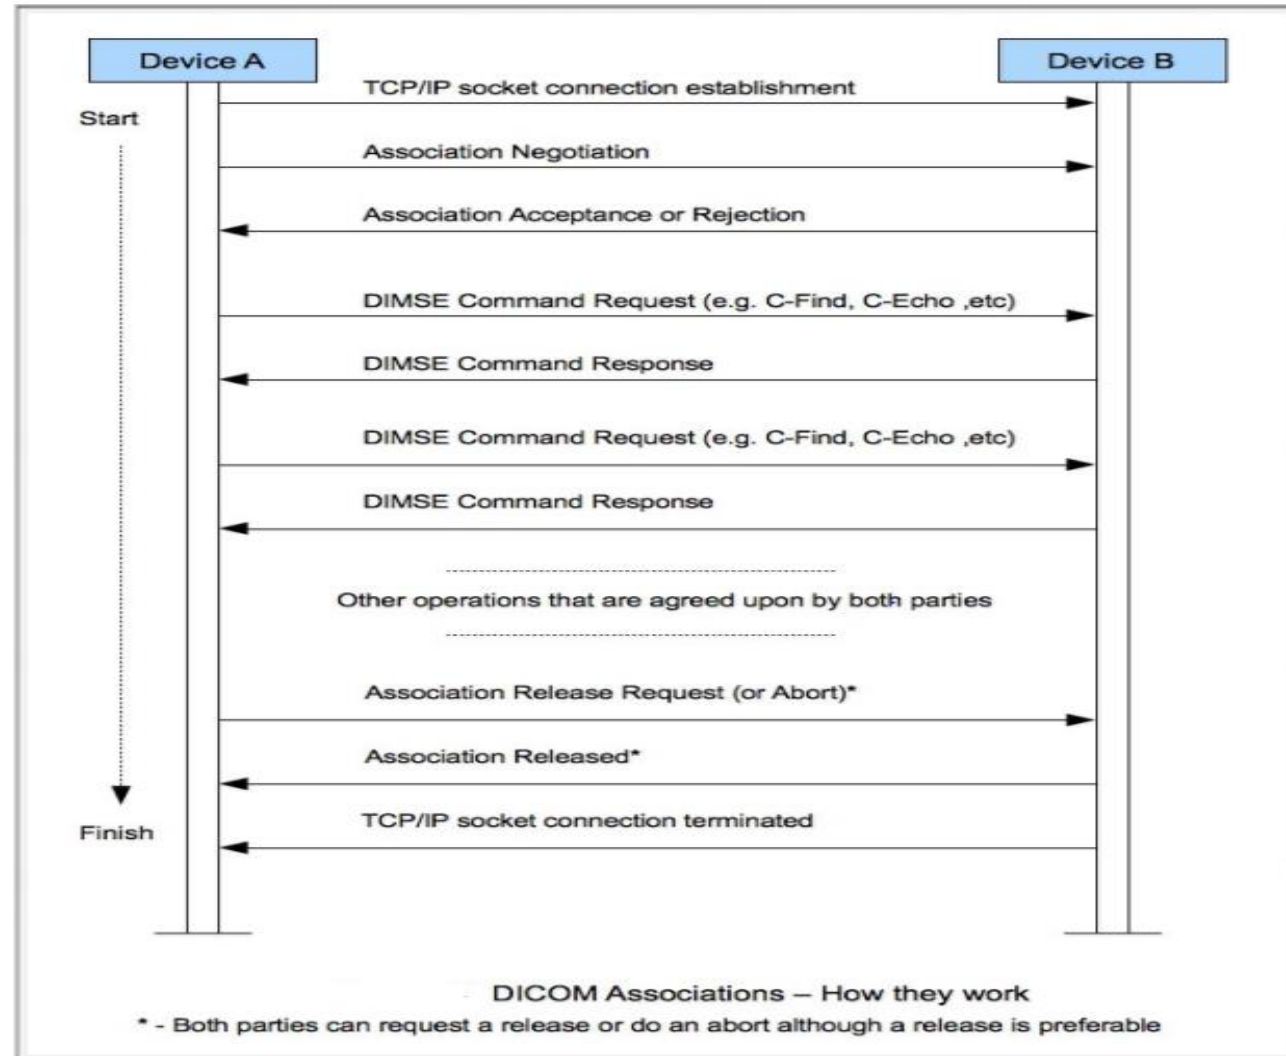 Device A
Device B
TCP/IP socket connection establishment
Start
Association Negotiation
Association Acceptance or Rejection
DIMSE Command Request (e.g. C-Find, C-Echo ,etc)
DIMSE Command Response
DIMSE Command Request (e.g. C-Find, C-Echo ,etc)
DIMSE Command Response
Other operations that are agreed upon by both parties
Association Release Request (or Abort)*
Association Released*
TCP/IP socket connection terminated
Finish
DICOM Associations – How they work
* - Both parties can request a release or do an abort although a release is preferable